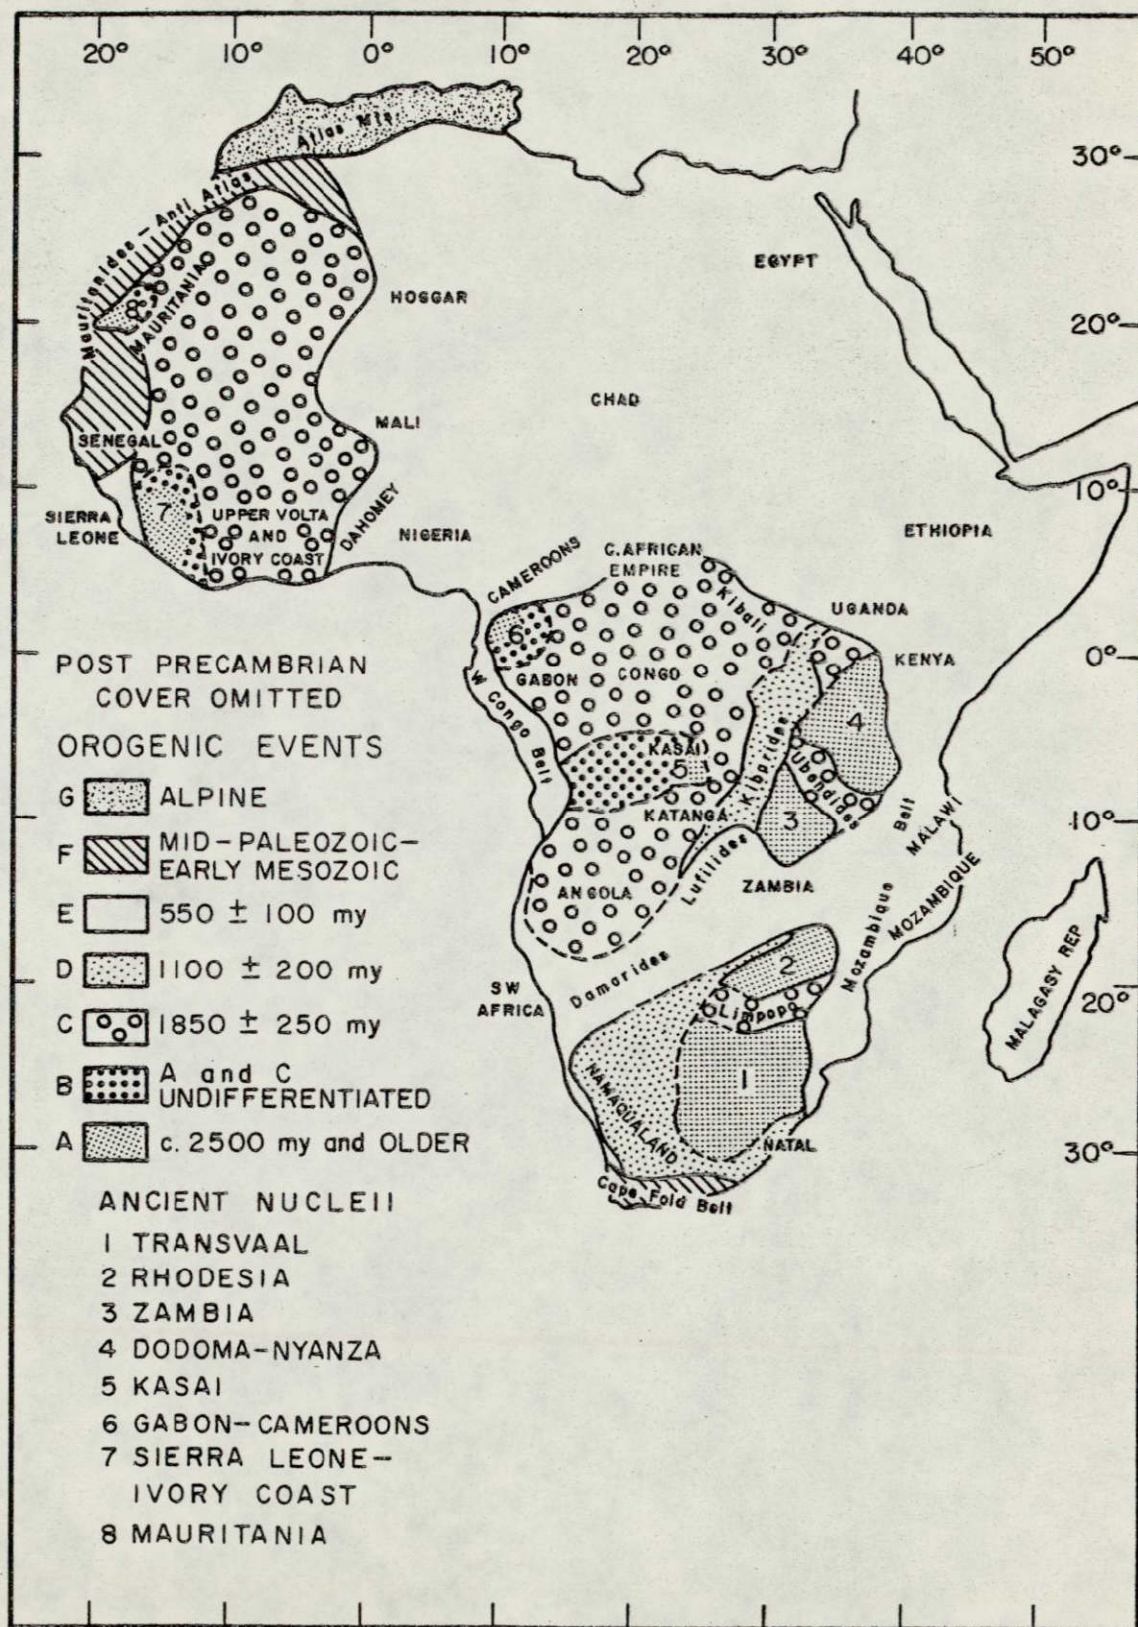 20° 10° 0° 10° 20° 30° 40° 50°
Atlas Mts.
30°
Mauritanides - Anti Atlas
EGYPT
MAURITANIA
HOGGAR
20°
CHAD
MALI
SENEGAL
10°
7
UPPER VOLTA
AND
IVORY COAST
DAHOMEY
SIERRA
LEONE
NIGERIA
ETHIOPIA
CAMEROONS
C. AFRICAN
EMPIRE
Kibali
UGANDA
6
GABON
CONGO
KENYA
0°
W Congo Belt
4
KASAI
5
Kibarides
Ubendides
KATANGA
3
Belt
MALAWI
10°
Lufilides
ZAMBIA
ANGOLA
Mozambique
MOZAMBIQUE
Damarides
2
SW
AFRICA
Limpopo
20°
MALAGASY REP
1
NAMAQUALAND
NATAL
30°
Cape Fold Belt
POST PRECAMBRIAN
COVER OMITTED
OROGENIC EVENTS
G ALPINE
F MID-PALEOZOIC-
EARLY MESOZOIC
E 550 ± 100 my
D 1100 ± 200 my
C 1850 ± 250 my
B A and C
UNDIFFERENTIATED
A c. 2500 my and OLDER
ANCIENT NUCLEII
1 TRANSVAAL
2 RHODESIA
3 ZAMBIA
4 DODOMA-NYANZA
5 KASAI
6 GABON-CAMEROONS
7 SIERRA LEONE-
IVORY COAST
8 MAURITANIA